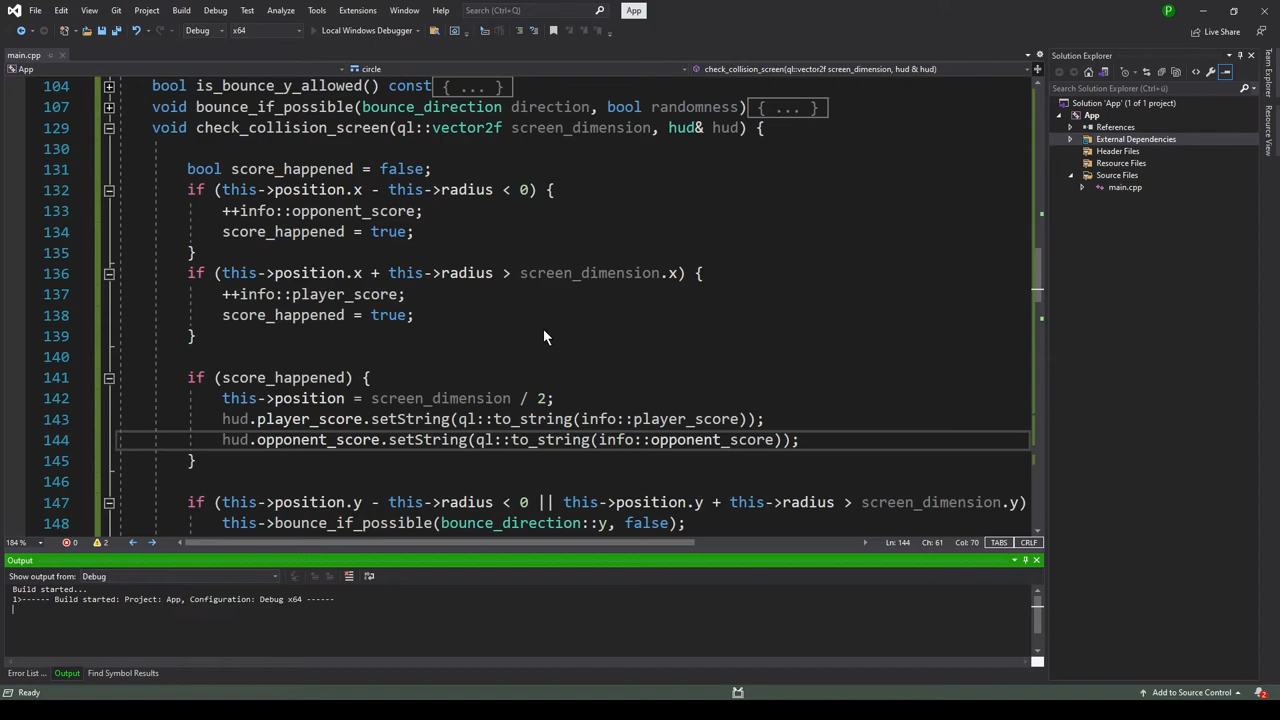 File Edit View Project Build Debug Test Analyze Tools Extensions Window Help Search (Ctrl+Q) App P
Debug x64 Local Windows Debugger Live Share
main.cpp
App circle check_collision_screen(ql::vector2f screen_dimension, hud & hud)
104 bool is_bounce_y_allowed() const { ... }
107 void bounce_if_possible(bounce_direction direction, bool randomness) { ... }
129 void check_collision_screen(ql::vector2f screen_dimension, hud& hud) {
130
131 bool score_happened = false;
132 if (this->position.x - this->radius < 0) {
133 ++info::opponent_score;
134 score_happened = true;
135 }
136 if (this->position.x + this->radius > screen_dimension.x) {
137 ++info::player_score;
138 score_happened = true;
139 }
140
141 if (score_happened) {
142 this->position = screen_dimension / 2;
143 hud.player_score.setString(ql::to_string(info::player_score));
144 hud.opponent_score.setString(ql::to_string(info::opponent_score));
145 }
146
147 if (this->position.y - this->radius < 0 || this->position.y + this->radius > screen_dimension.y)
148 this->bounce_if_possible(bounce_direction::y, false);
184 % 0 2 Ln: 144 Ch: 61 Col: 70 TABS CRLF
Output
Show output from: Debug
Build started...
1>------ Build started: Project: App, Configuration: Debug x64 ------
Error List ... Output Find Symbol Results
Ready Add to Source Control 2
Solution Explorer
Search Solution Explorer (Ctrl+ü)
Solution 'App' (1 of 1 project)
App
References
External Dependencies
Header Files
Resource Files
Source Files
main.cpp
Team Explorer
Resource View